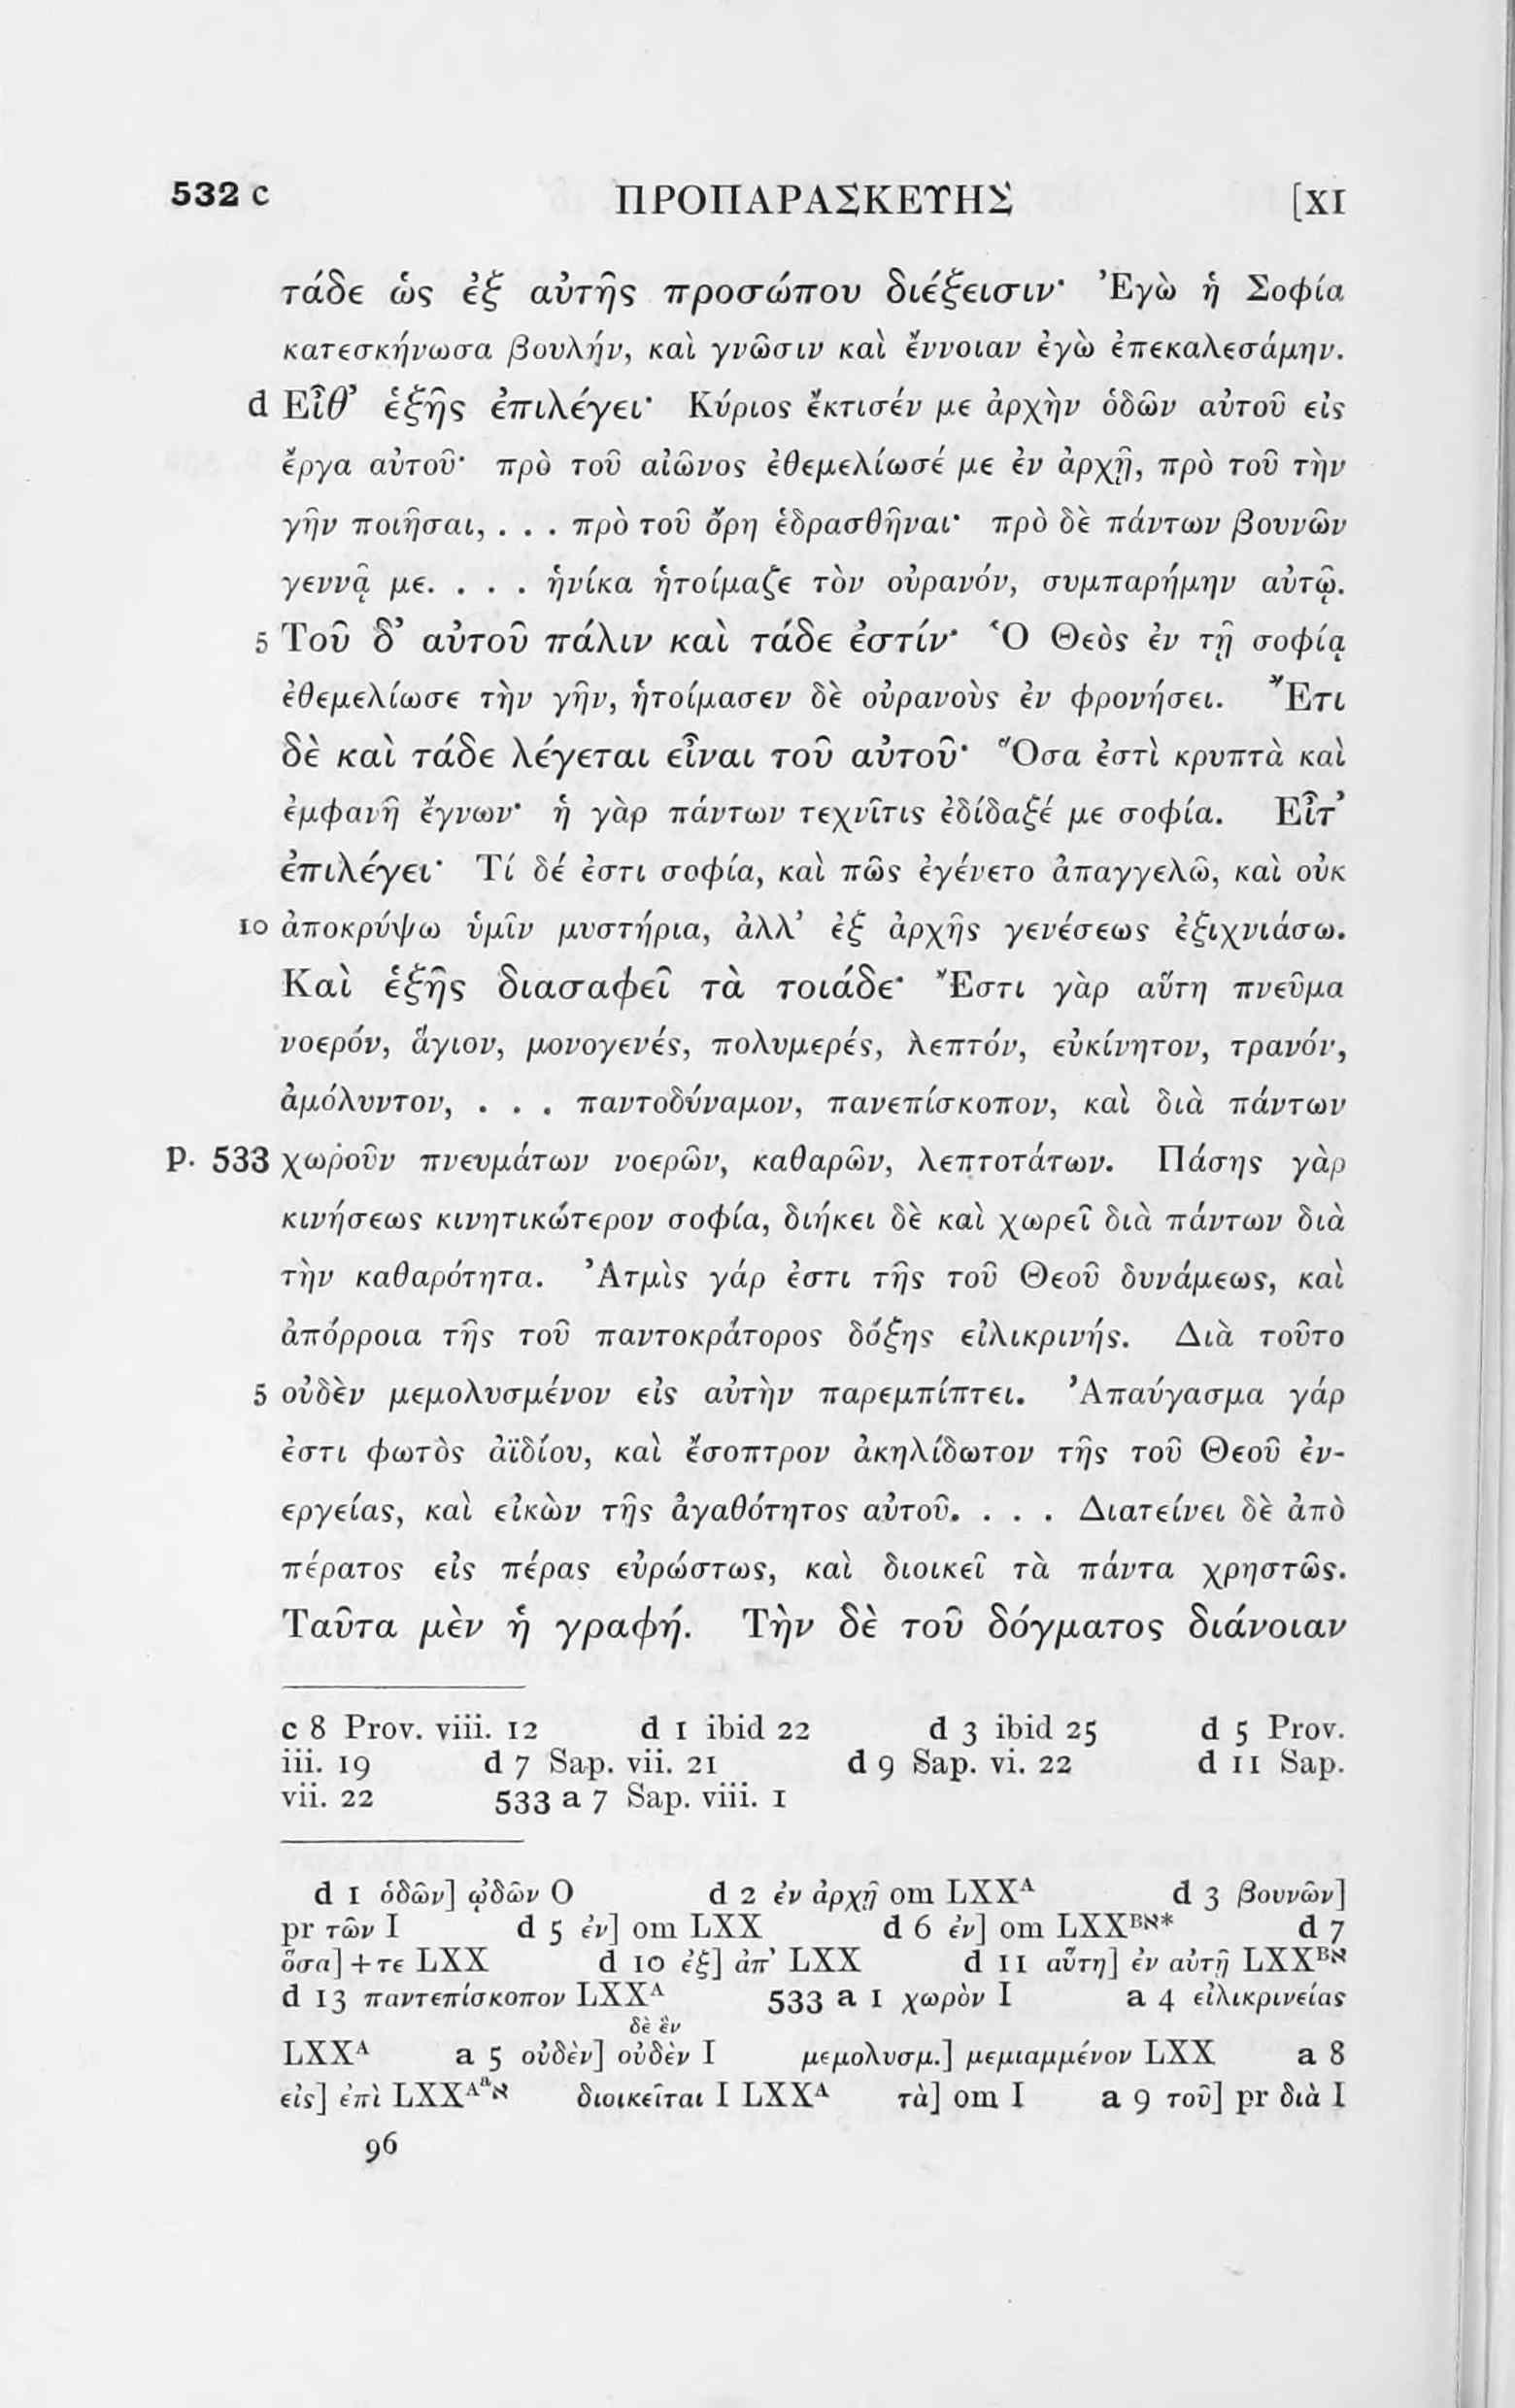 532 c ΠΡΟΠΑΡΑΣΚΕΥΗΣ [XI
τάδε ὡς ἐξ αὐτῆς προσώπου διέξεισιν· Ἐγὼ ἡ Σοφία
κατεσκήνωσα βουλήν, καὶ γνῶσιν καὶ ἔννοιαν ἐγὼ ἐπεκαλεσάμην.
d Εἶθ’ ἑξῆς ἐπιλέγει· Κύριος ἔκτισέν με ἀρχὴν ὁδῶν αὐτοῦ εἰς
ἔργα αὐτοῦ· πρὸ τοῦ αἰῶνος ἐθεμελίωσέ με ἐν ἀρχῇ, πρὸ τοῦ τὴν
γῆν ποιῆσαι, . . . πρὸ τοῦ ὄρη ἑδρασθῆναι· πρὸ δὲ πάντων βουνῶν
γεννᾷ με. . . . ἡνίκα ἡτοίμαζε τὸν οὐρανόν, συμπαρήμην αὐτῷ.
5 Τοῦ δ’ αὐτοῦ πάλιν καὶ τάδε ἐστίν· Ὁ Θεὸς ἐν τῇ σοφίᾳ
ἐθεμελίωσε τὴν γῆν, ἡτοίμασεν δὲ οὐρανοὺς ἐν φρονήσει. Ἔτι
δὲ καὶ τάδε λέγεται εἶναι τοῦ αὐτοῦ· Ὅσα ἐστὶ κρυπτὰ καὶ
ἐμφανῆ ἔγνων· ἡ γὰρ πάντων τεχνῖτις ἐδίδαξέ με σοφία. Εἶτ’
ἐπιλέγει· Τί δέ ἐστι σοφία, καὶ πῶς ἐγένετο ἀπαγγελῶ, καὶ οὐκ
10 ἀποκρύψω ὑμῖν μυστήρια, ἀλλ’ ἐξ ἀρχῆς γενέσεως ἐξιχνιάσω.
Καὶ ἑξῆς διασαφεῖ τὰ τοιάδε· Ἔστι γὰρ αὕτη πνεῦμα
νοερόν, ἅγιον, μονογενές, πολυμερές, λεπτόν, εὐκίνητον, τρανόν,
ἀμόλυντον, . . . παντοδύναμον, πανεπίσκοπον, καὶ διὰ πάντων
p. 533 χωροῦν πνευμάτων νοερῶν, καθαρῶν, λεπτοτάτων. Πάσης γὰρ
κινήσεως κινητικώτερον σοφία, διήκει δὲ καὶ χωρεῖ διὰ πάντων διὰ
τὴν καθαρότητα. Ἀτμὶς γάρ ἐστι τῆς τοῦ Θεοῦ δυνάμεως, καὶ
ἀπόρροια τῆς τοῦ παντοκράτορος δόξης εἰλικρινής. Διὰ τοῦτο
5 οὐδὲν μεμολυσμένον εἰς αὐτὴν παρεμπίπτει. Ἀπαύγασμα γάρ
ἐστι φωτὸς ἀϊδίου, καὶ ἔσοπτρον ἀκηλίδωτον τῆς τοῦ Θεοῦ ἐν-
εργείας, καὶ εἰκὼν τῆς ἀγαθότητος αὐτοῦ. . . . Διατείνει δὲ ἀπὸ
πέρατος εἰς πέρας εὐρώστως, καὶ διοικεῖ τὰ πάντα χρηστῶς.
Ταῦτα μὲν ἡ γραφή. Τὴν δὲ τοῦ δόγματος διάνοιαν
c 8 Prov. viii. 12 d 1 ibid 22 d 3 ibid 25 d 5 Prov.
iii. 19 d 7 Sap. vii. 21 d 9 Sap. vi. 22 d 11 Sap.
vii. 22 533 a 7 Sap. viii. 1
d 1 ὁδῶν] ᾠδῶν O d 2 ἐν ἀρχῇ om LXXᴬ d 3 βουνῶν]
pr τῶν I d 5 ἐν] om LXX d 6 ἐν] om LXXᴮא* d 7
ὅσα] + τε LXX d 10 ἐξ] ἀπ’ LXX d 11 αὕτη] ἐν αὐτῇ LXXᴮא
d 13 παντεπίσκοπον LXXᴬ 533 a 1 χωρὸν I a 4 εἰλικρινείας
δὲ ἓν
LXXᴬ a 5 οὐδὲν] οὐδὲν I μεμολυσμ.] μεμιαμμένον LXX a 8
εἰς] ἐπὶ LXXᴬᵃא διοικεῖται I LXXᴬ τὰ] om I a 9 τοῦ] pr διὰ I
96